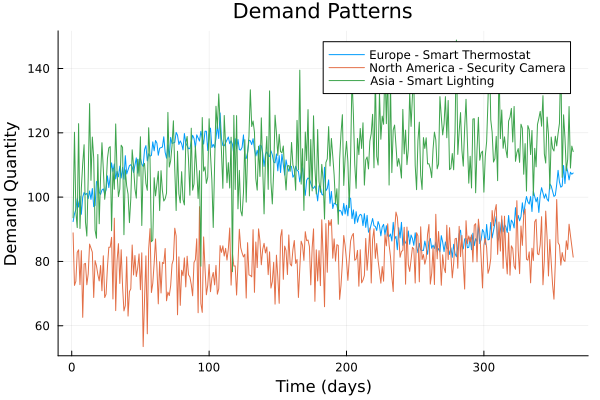 Demand Patterns
Europe - Smart Thermostat
North America - Security Camera
Asia - Smart Lighting
Demand Quantity
140
120
100
80
60
0 100 200 300
Time (days)